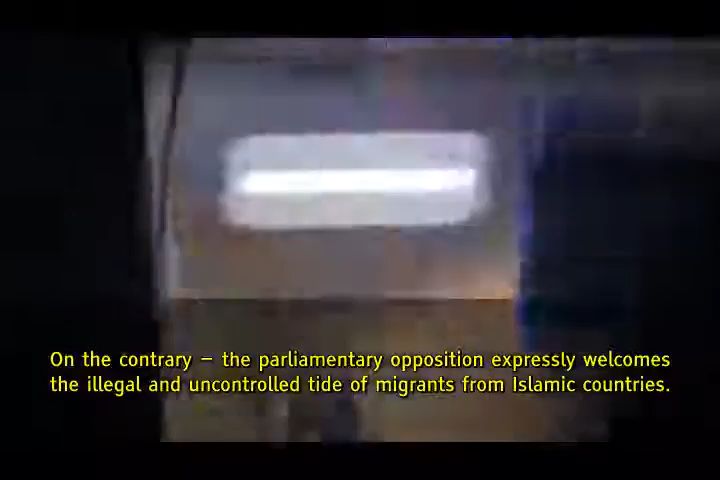 On the contrary – the parliamentary opposition expressly welcomes
the illegal and uncontrolled tide of migrants from Islamic countries.